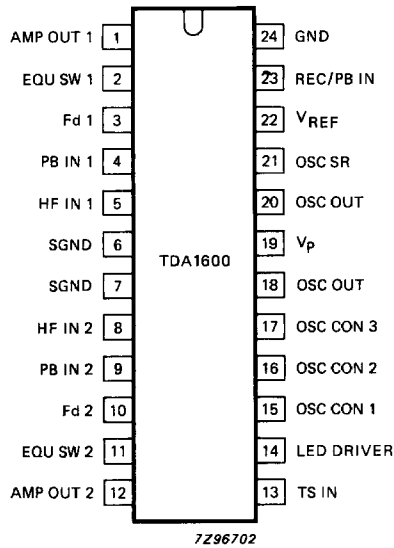 AMP OUT 1 1 24 GND
EQU SW 1 2 23 REC/PB IN
Fd 1 3 22 VREF
PB IN 1 4 21 OSC SR
HF IN 1 5 20 OSC OUT
SGND 6 19 Vp
TDA1600
SGND 7 18 OSC OUT
HF IN 2 8 17 OSC CON 3
PB IN 2 9 16 OSC CON 2
Fd 2 10 15 OSC CON 1
EQU SW 2 11 14 LED DRIVER
AMP OUT 2 12 13 TS IN
7Z96702